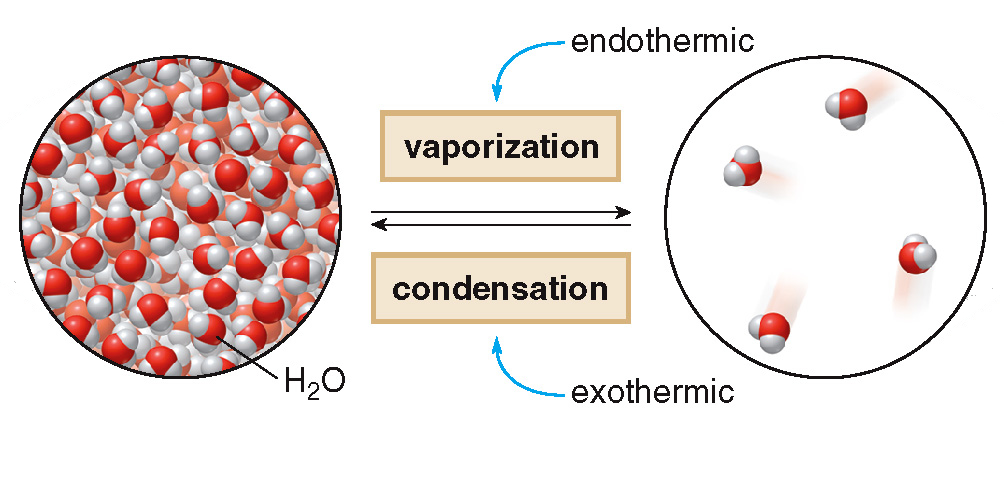 endothermic
vaporization
condensation
H₂O
exothermic